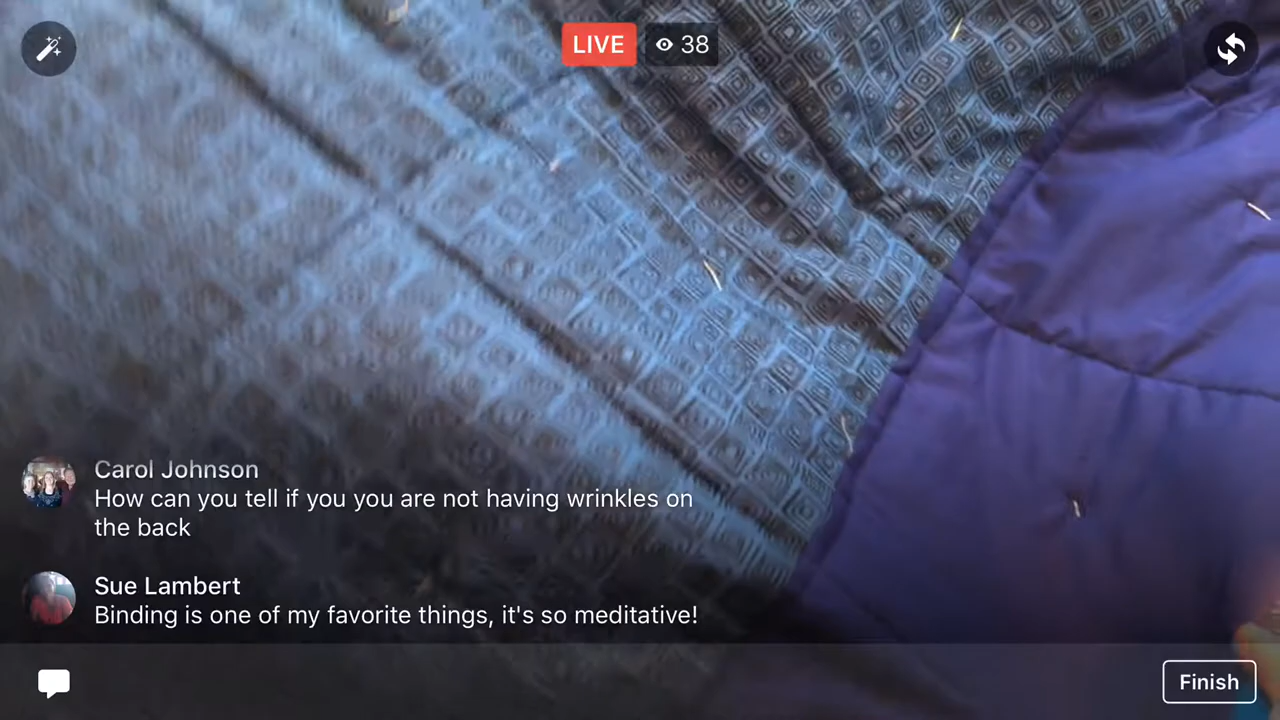 LIVE 38
Carol Johnson
How can you tell if you you are not having wrinkles on
the back
Sue Lambert
Binding is one of my favorite things, it's so meditative!
Finish